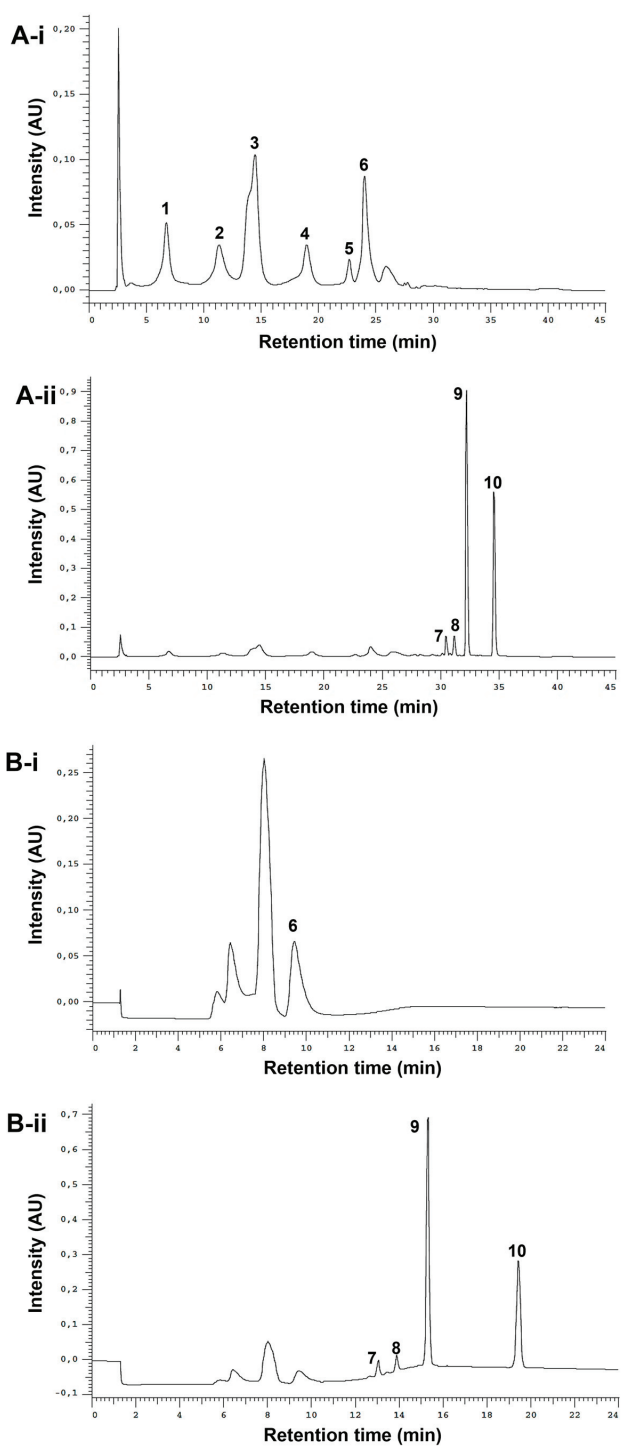 A-i
Intensity (AU)
0,20
0,15
0,10
0,05
0,00
1
2
3
4
5
6
0 5 10 15 20 25 30 35 40 45
Retention time (min)
A-ii
Intensity (AU)
0,9
0,8
0,7
0,6
0,5
0,4
0,3
0,2
0,1
0,0
7
8
9
10
0 5 10 15 20 25 30 35 40 45
Retention time (min)
B-i
Intensity (AU)
0,25
0,20
0,15
0,10
0,05
0,00
6
0 2 4 6 8 10 12 14 16 18 20 22 24
Retention time (min)
B-ii
Intensity (AU)
0,7
0,6
0,5
0,4
0,3
0,2
0,1
0,0
-0,1
7
8
9
10
0 2 4 6 8 10 12 14 16 18 20 22 24
Retention time (min)